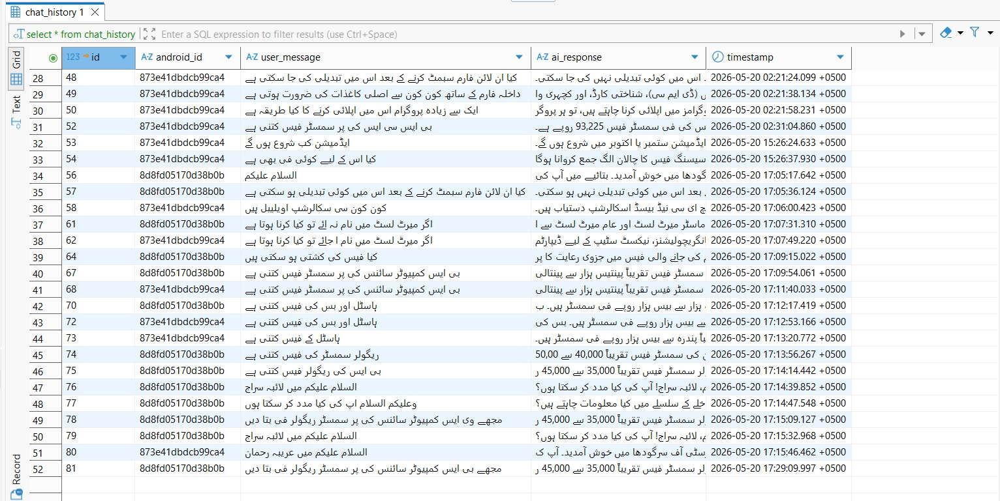 chat_history 1
select * from chat_history Enter a SQL expression to filter results (use Ctrl+Space)
Grid
Text
Record
123 id A-Z android_id A-Z user_message A-Z ai_response timestamp
28 48 873e41dbdcb99ca4 کیا ان لائن فارم سبمٹ کرنے کے بعد اس میں تبدیلی کی جا سکتی ہے اس میں کوئی تبدیلی نہیں کی جا سکتی۔ 2026-05-20 02:21:24.099 +0500
29 49 873e41dbdcb99ca4 داخلہ فارم کے ساتھ کون کون سے اصلی کاغذات کی ضرورت ہوتی ہے (ڈی ایم سی)، شناختی کارڈ، اور کچہری وا 2026-05-20 02:21:38.134 +0500
30 50 873e41dbdcb99ca4 ایک سے زیادہ پروگرام اس میں اپلائی کرنے کا کیا طریقہ ہے وگرامز میں اپلائی کرنا چاہتے ہیں، تو ہر پروگر 2026-05-20 02:21:58.231 +0500
31 52 873e41dbdcb99ca4 بی ایس سی ایس کی پر سمسٹر فیس کتنی ہے س کی فی سمسٹر فیس 93,225 روپے ہے۔ 2026-05-20 02:31:04.860 +0500
32 53 873e41dbdcb99ca4 ایڈمیشن کب شروع ہوں گے ایڈمیشن ستمبر یا اکتوبر میں شروع ہوں گے۔ 2026-05-20 15:26:24.633 +0500
33 54 873e41dbdcb99ca4 کیا اس کے لیے کوئی فی بھی ہے سیسنگ فیس کا چالان الگ جمع کروانا ہوگا 2026-05-20 15:26:37.930 +0500
34 56 8d8fd05170d38b0b السلام علیکم گودھا میں خوش آمدید۔ بتائیے میں آپ کی 2026-05-20 17:05:17.642 +0500
35 57 8d8fd05170d38b0b کیا ان لائن فارم سبمٹ کرنے کے بعد اس میں کوئی تبدیلی ہو سکتی ہے بعد اس میں کوئی تبدیلی نہیں ہو سکتی۔ 2026-05-20 17:05:36.124 +0500
36 58 873e41dbdcb99ca4 کون کون سی سکالرشپ اویلیبل ہیں چ ای سی نیڈ بیسڈ اسکالرشپ دستیاب ہیں۔ 2026-05-20 17:06:00.423 +0500
37 61 8d8fd05170d38b0b اگر میرٹ لسٹ میں نام نہ ائے تو کیا کرنا ہوتا ہے ماسٹر میرٹ لسٹ اور عام میرٹ لسٹ سے ا 2026-05-20 17:07:31.310 +0500
38 62 873e41dbdcb99ca4 اگر میرٹ لسٹ میں نام ا جائے تو کیا کرنا ہوتا ہے نگریچولیشنز، نیکسٹ سٹیپ کے لیے ڈیپارٹم 2026-05-20 17:07:49.220 +0500
39 64 8d8fd05170d38b0b کیا فیس کی کشتی ہو سکتی ہیں م کی جانے والی فیس میں جزوی رعایت کا پر 2026-05-20 17:09:15.022 +0500
40 67 8d8fd05170d38b0b بی ایس کمپیوٹر سائنس کی پر سمسٹر فیس کتنی ہے سمسٹر فیس تقریباً پینتیس ہزار سے پینتالی 2026-05-20 17:09:54.061 +0500
41 68 873e41dbdcb99ca4 بی ایس کمپیوٹر سائنس کی پر سمسٹر فیس کتنی ہے سمسٹر فیس تقریباً پینتیس ہزار سے پینتالی 2026-05-20 17:11:40.033 +0500
42 70 8d8fd05170d38b0b ہاسٹل اور بس کی فیس کتنی ہے ہزار سے بیس ہزار روپے فی سمسٹر ہیں۔ ب 2026-05-20 17:12:17.419 +0500
43 72 873e41dbdcb99ca4 ہاسٹل اور بس کی فیس کتنی ہے سے بیس ہزار روپے فی سمسٹر ہیں۔ بس کی 2026-05-20 17:12:53.166 +0500
44 73 873e41dbdcb99ca4 ہاسٹل کے فیس کتنی ہے باً پندرہ سے بیس ہزار روپے فی سمسٹر ہیں۔ 2026-05-20 17:13:20.772 +0500
45 74 8d8fd05170d38b0b ریگولر سمسٹر کی فیس کتنی ہے ن کی سمسٹر فیس تقریباً 40,000 سے 50,00 2026-05-20 17:13:56.267 +0500
46 75 8d8fd05170d38b0b بی ایس کی ریگولر فیس کتنی ہے لر سمسٹر فیس تقریباً 35,000 سے 45,000 ر 2026-05-20 17:14:14.442 +0500
47 76 8d8fd05170d38b0b السلام علیکم میں لائبہ سراج م، لائبہ سراج! آپ کی کیا مدد کر سکتا ہوں؟ 2026-05-20 17:14:39.852 +0500
48 77 8d8fd05170d38b0b وعلیکم السلام اپ کی کیا مدد کر سکتا ہوں خلے کے سلسلے میں کیا معلومات چاہتے ہیں؟ 2026-05-20 17:14:47.548 +0500
49 78 8d8fd05170d38b0b مجھے وی ایس کمپیوٹر سائنس کی پر سمسٹر ریگولر فی بتا دیں لر سمسٹر فیس تقریباً 35,000 سے 45,000 ر 2026-05-20 17:15:09.127 +0500
50 79 8d8fd05170d38b0b السلام علیکم میں لائبہ سراج م، لائبہ سراج! آپ کی کیا مدد کر سکتا ہوں؟ 2026-05-20 17:15:32.968 +0500
51 80 873e41dbdcb99ca4 السلام علیکم میں عریبہ رحمان سٹی آف سرگودھا میں خوش آمدید۔ آپ ک 2026-05-20 17:15:46.462 +0500
52 81 8d8fd05170d38b0b مجھے بی ایس کمپیوٹر سائنس کی پر سمسٹر ریگولر فی بتا دیں لر سمسٹر فیس تقریباً 35,000 سے 45,000 ر 2026-05-20 17:29:09.997 +0500